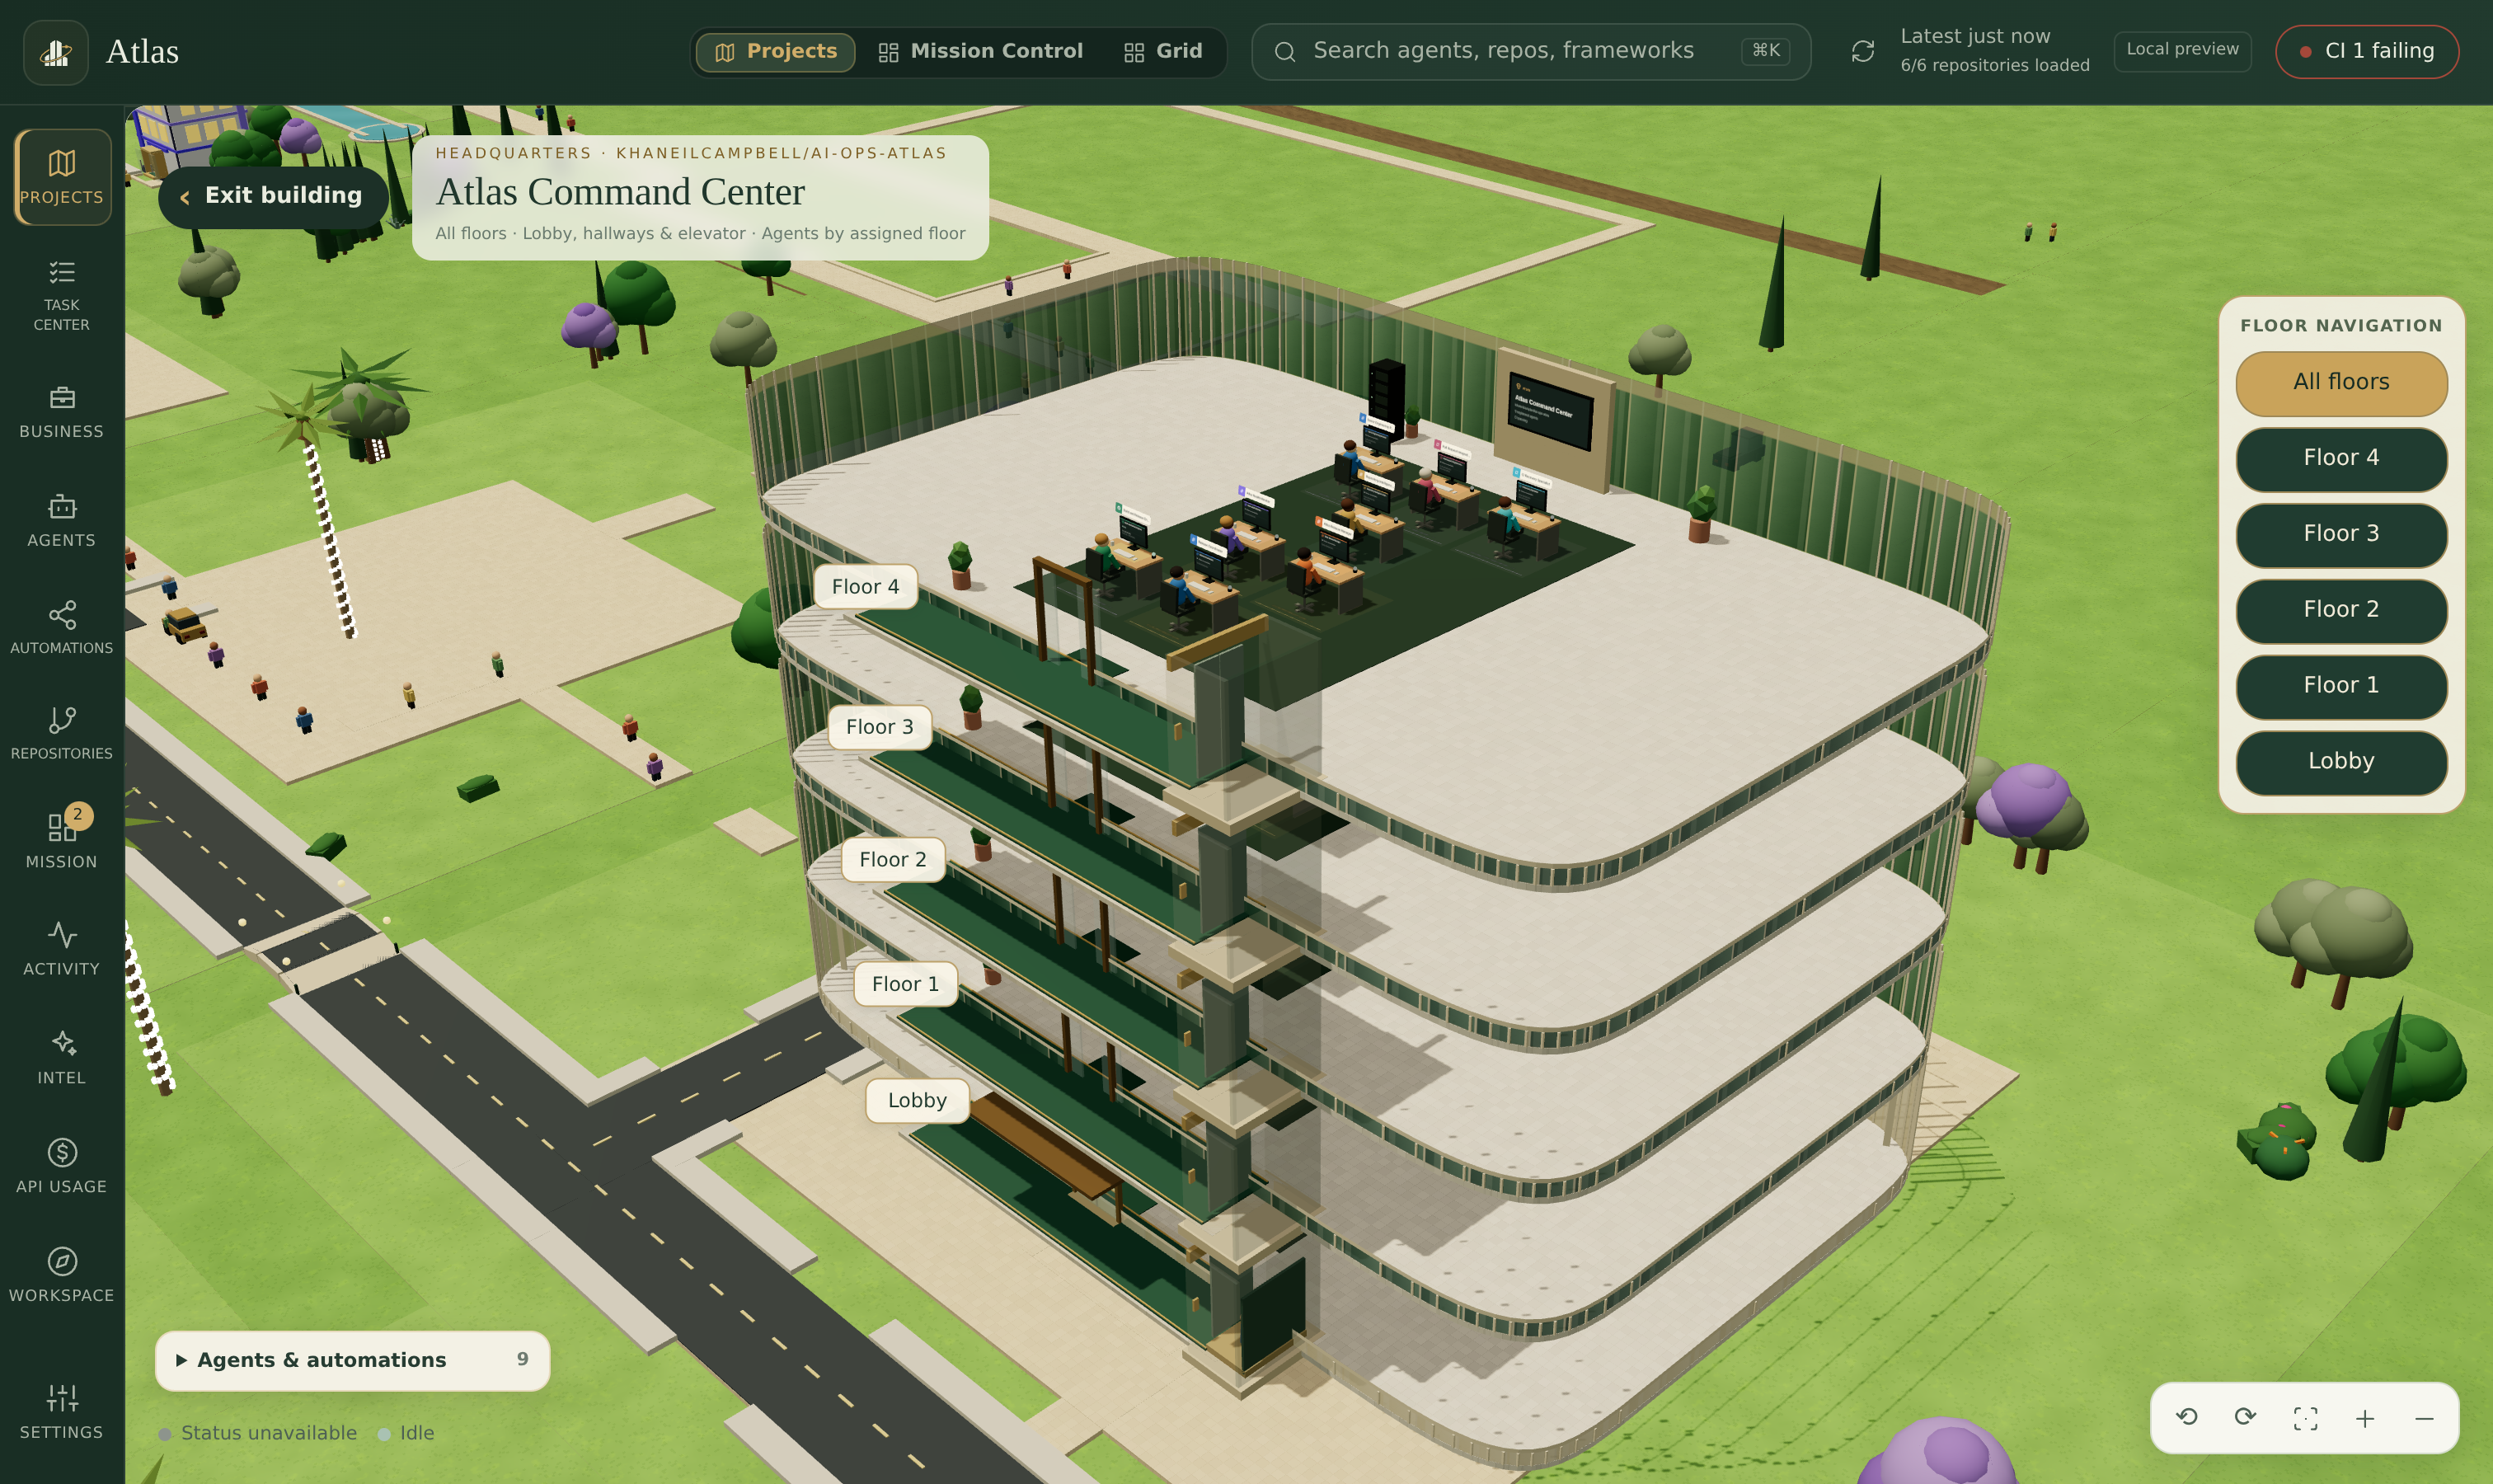 Atlas
Projects
Mission Control
Grid
Search agents, repos, frameworks
⌘K
Latest just now
6/6 repositories loaded
Local preview
CI 1 failing
PROJECTS
TASK
CENTER
BUSINESS
AGENTS
AUTOMATIONS
REPOSITORIES
2
MISSION
ACTIVITY
INTEL
API USAGE
WORKSPACE
SETTINGS
‹ Exit building
HEADQUARTERS · KHANEILCAMPBELL/AI-OPS-ATLAS
Atlas Command Center
All floors · Lobby, hallways & elevator · Agents by assigned floor
Atlas Command Center
Floor 4
Floor 3
Floor 2
Floor 1
Lobby
FLOOR NAVIGATION
All floors
Floor 4
Floor 3
Floor 2
Floor 1
Lobby
Agents & automations
9
Status unavailable
Idle